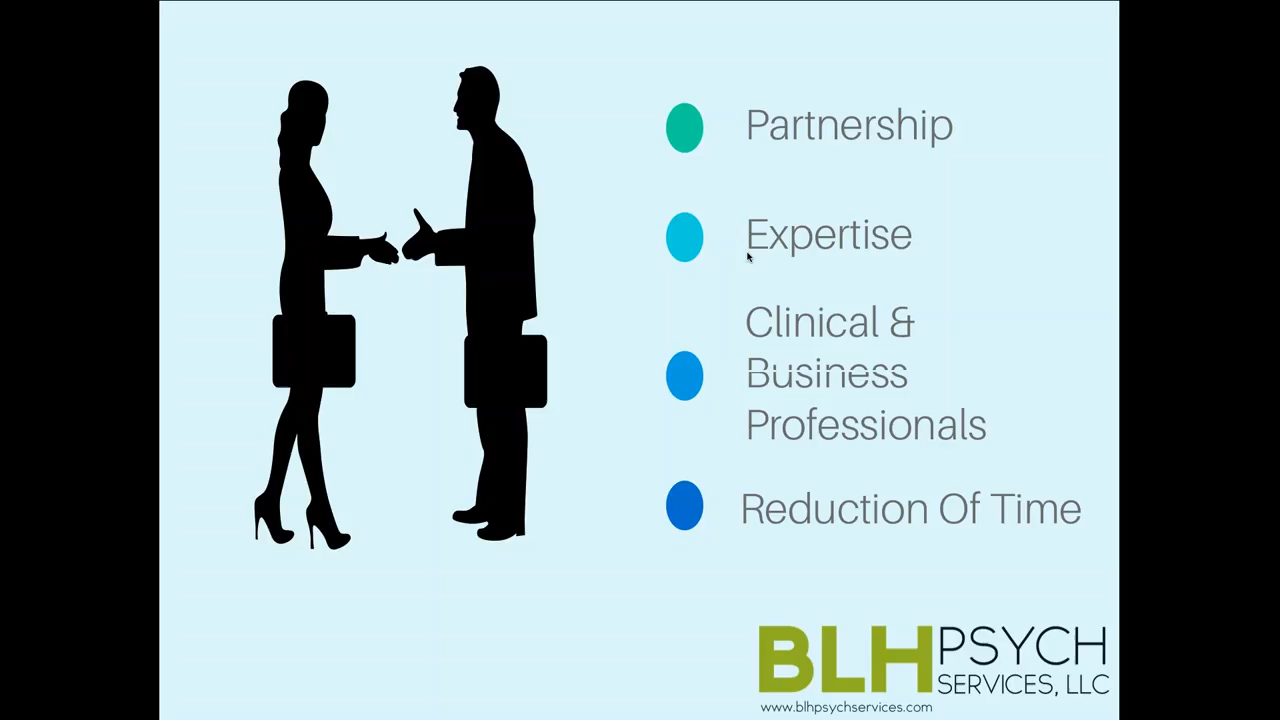 Partnership
Expertise
Clinical &
Business
Professionals
Reduction Of Time
BLH PSYCH
SERVICES, LLC
www.blhpsychservices.com